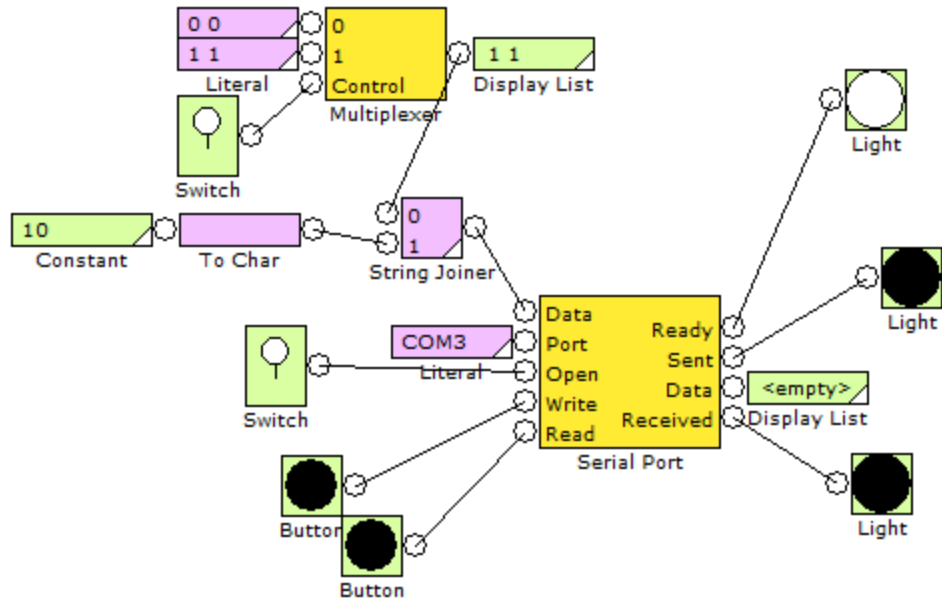 0 0
1 1
Literal
0
1
Control
Multiplexer
1 1
Display List
Switch
Light
10
Constant
To Char
0
1
String Joiner
Light
COM3
Literal
Switch
Data
Port
Open
Write
Read
Ready
Sent
Data
Received
Serial Port
<empty>
Display List
Light
Button
Button